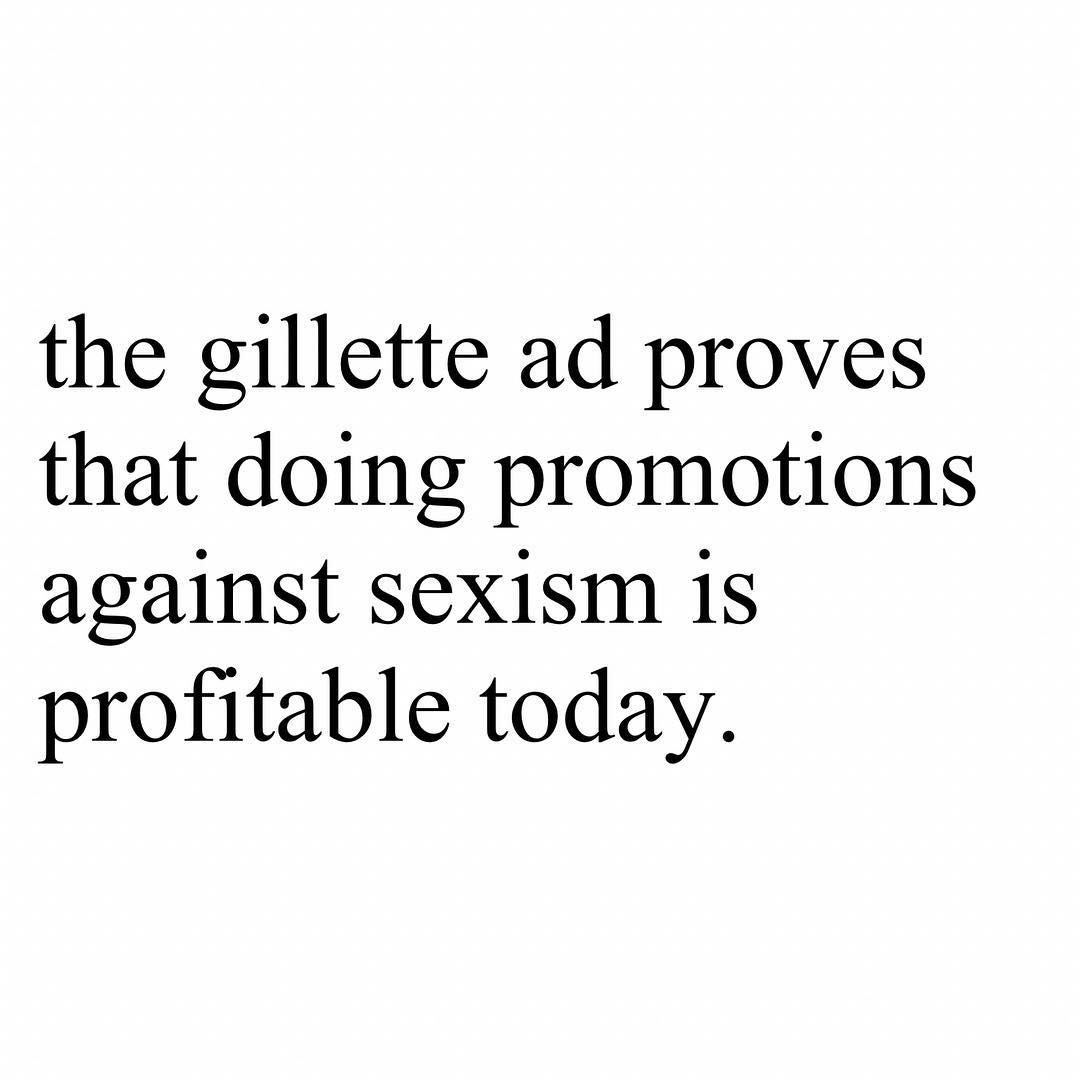 the gillette ad proves
that doing promotions
against sexism is
profitable today.